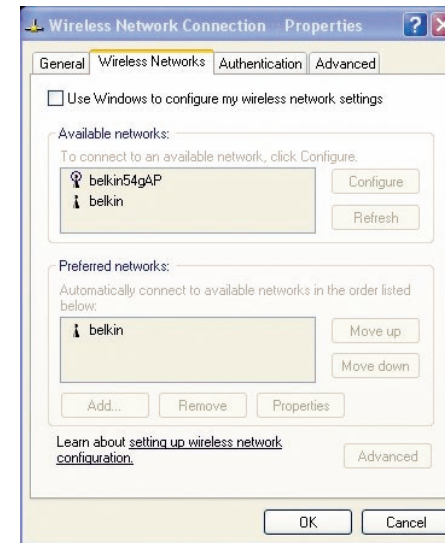 Wireless Network Connection Properties
?
General Wireless Networks Authentication Advanced
Use Windows to configure my wireless network settings
Available networks:
To connect to an available network, click Configure.
belkin54gAP
belkin
Configure
Refresh
Preferred networks:
Automatically connect to available networks in the order listed
below:
belkin
Move up
Move down
Add... Remove Properties
Learn about setting up wireless network
configuration.
Advanced
OK Cancel